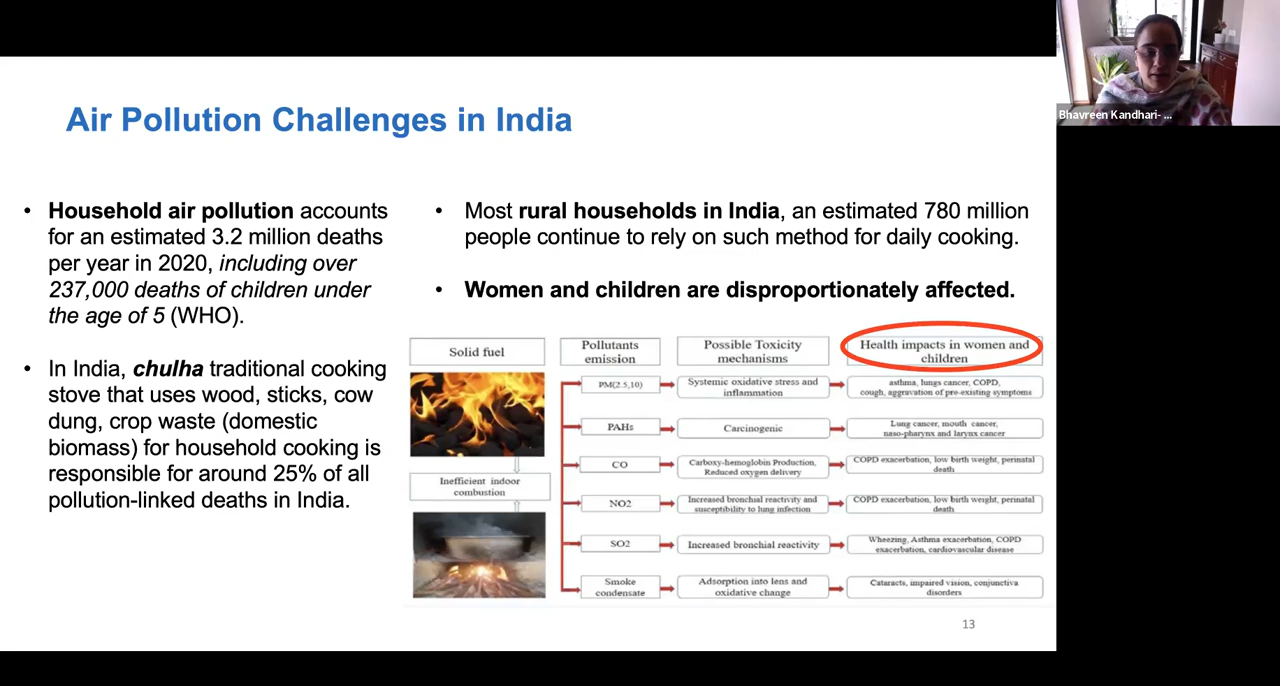 Bhavreen Kandhari- ...
Air Pollution Challenges in India
• Household air pollution accounts
for an estimated 3.2 million deaths
per year in 2020, including over
237,000 deaths of children under
the age of 5 (WHO).
• In India, chulha traditional cooking
stove that uses wood, sticks, cow
dung, crop waste (domestic
biomass) for household cooking is
responsible for around 25% of all
pollution-linked deaths in India.
• Most rural households in India, an estimated 780 million
people continue to rely on such method for daily cooking.
• Women and children are disproportionately affected.
Solid fuel
Inefficient indoor
combustion
Pollutants
emission
Possible Toxicity
mechanisms
Health impacts in women and
children
PM(2.5,10)
Systemic oxidative stress and
inflammation
asthma, lungs cancer, COPD,
cough, aggravation of pre-existing symptoms
PAHs
Carcinogenic
Lung cancer, mouth cancer,
naso-pharynx and larynx cancer
CO
Carboxy-hemoglobin Production,
Reduced oxygen delivery
COPD exacerbation, low birth weight, perinatal
death
NO2
Increased bronchial reactivity and
susceptibility to lung infection
COPD exacerbation, low birth weight, perinatal
death
SO2
Increased bronchial reactivity
Wheezing, Asthma exacerbation, COPD
exacerbation, cardiovascular disease
Smoke
condensate
Adsorption into lens and
oxidative change
Cataracts, impaired vision, conjunctiva
disorders
13